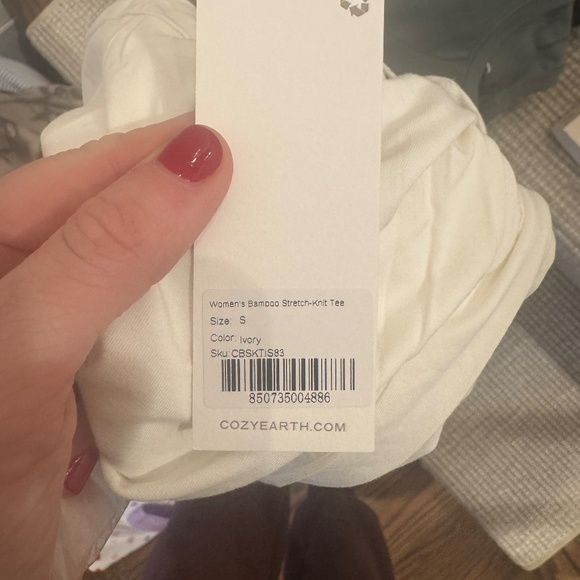 Women's Bamboo Stretch-Knit Tee
Size: S
Color: Ivory
Sku: CBSKTIS83
850735004886
COZYEARTH.COM